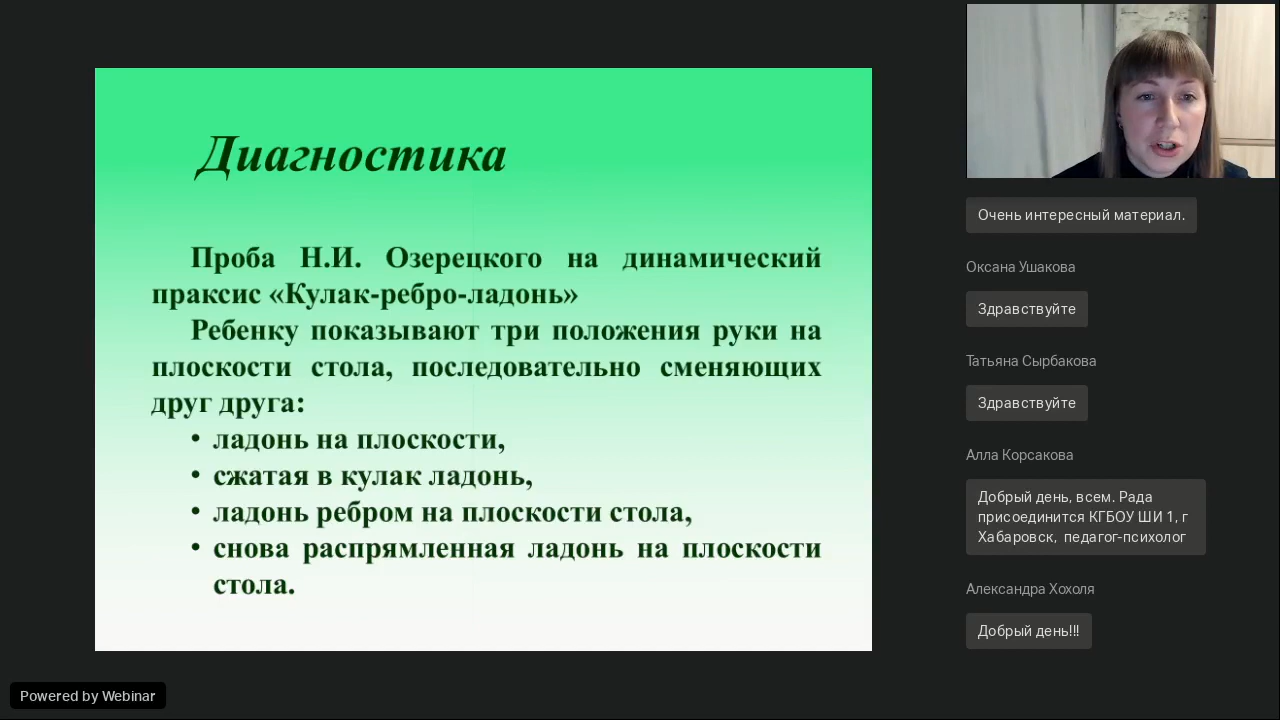 Диагностика
Проба Н.И. Озерецкого на динамический
праксис «Кулак-ребро-ладонь»
Ребенку показывают три положения руки на
плоскости стола, последовательно сменяющих
друг друга:
• ладонь на плоскости,
• сжатая в кулак ладонь,
• ладонь ребром на плоскости стола,
• снова распрямленная ладонь на плоскости
стола.
Очень интересный материал.
Оксана Ушакова
Здравствуйте
Татьяна Сырбакова
Здравствуйте
Алла Корсакова
Добрый день, всем. Рада
присоединится КГБОУ ШИ 1, г
Хабаровск, педагог-психолог
Александра Хохоля
Добрый день!!!
Powered by Webinar